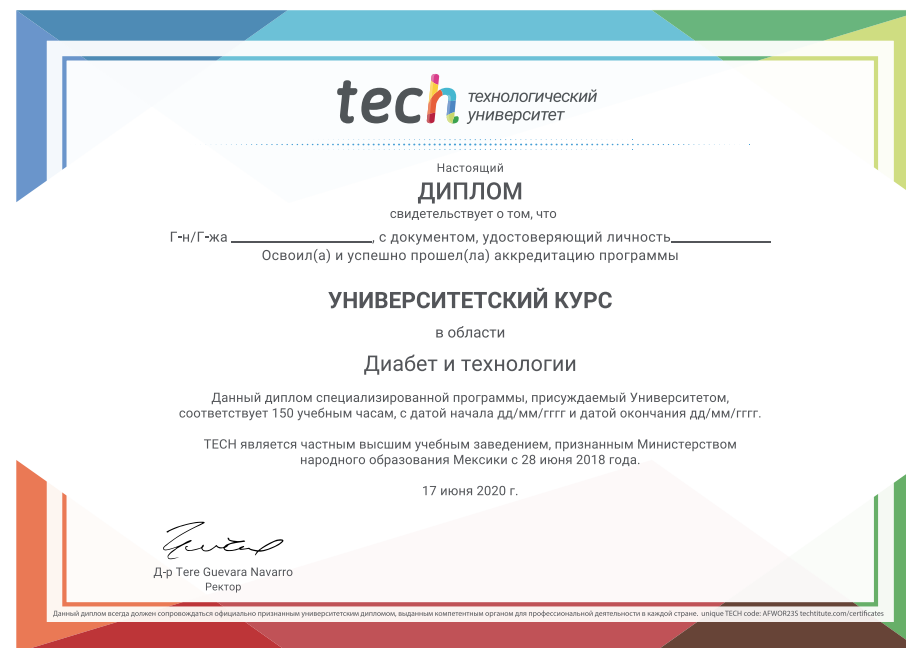 tech технологический
университет
Настоящий
ДИПЛОМ
свидетельствует о том, что
Г-н/Г-жа , с документом, удостоверяющий личность
Освоил(а) и успешно прошел(ла) аккредитацию программы
УНИВЕРСИТЕТСКИЙ КУРС
в области
Диабет и технологии
Данный диплом специализированной программы, присуждаемый Университетом,
соответствует 150 учебным часам, с датой начала дд/мм/гггг и датой окончания дд/мм/гггг.
TECH является частным высшим учебным заведением, признанным Министерством
народного образования Мексики с 28 июня 2018 года.
17 июня 2020 г.
Д-р Tere Guevara Navarro
Ректор
Данный диплом всегда должен сопровождаться официально признанным университетским дипломом, выданным компетентным органом для профессиональной деятельности в каждой стране. unique TECH code: AFWOR23S techtitute.com/certificates